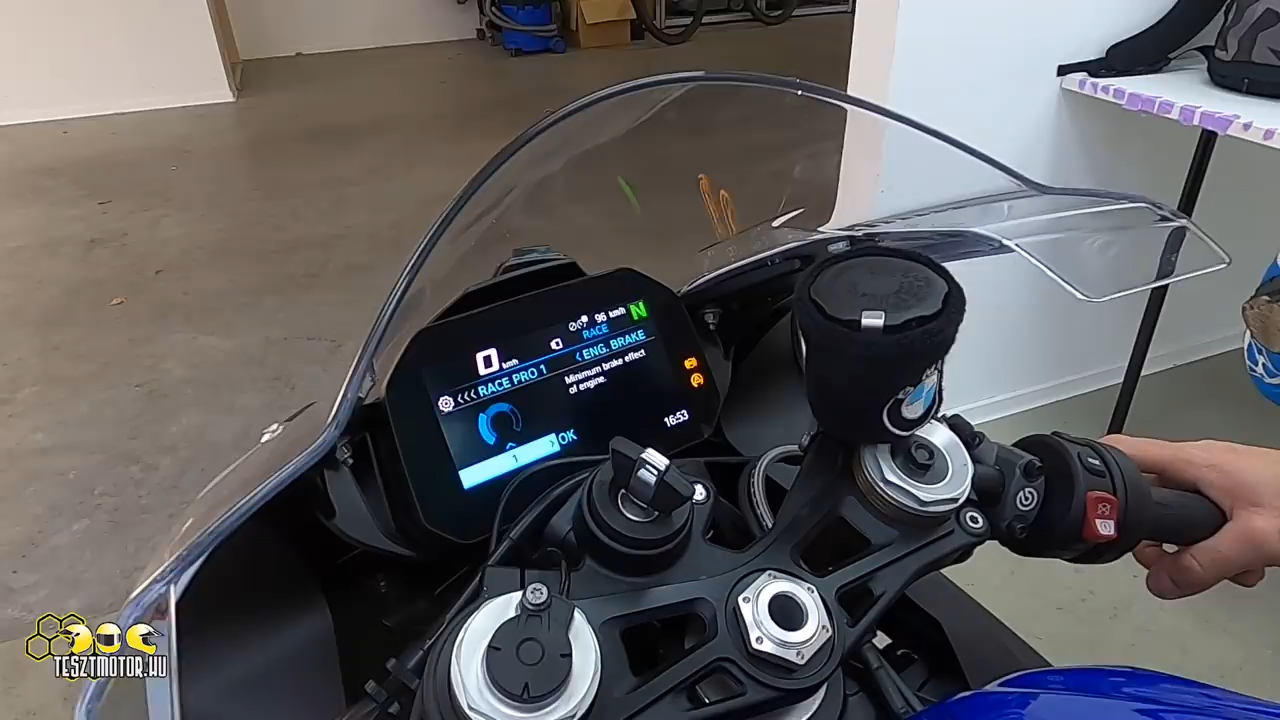 96 km/h N
RACE
0 km/h
< ENG. BRAKE
<<< RACE PRO 1
Minimum brake effect
of engine.
16:53
OK
1
TESZTMOTOR.HU